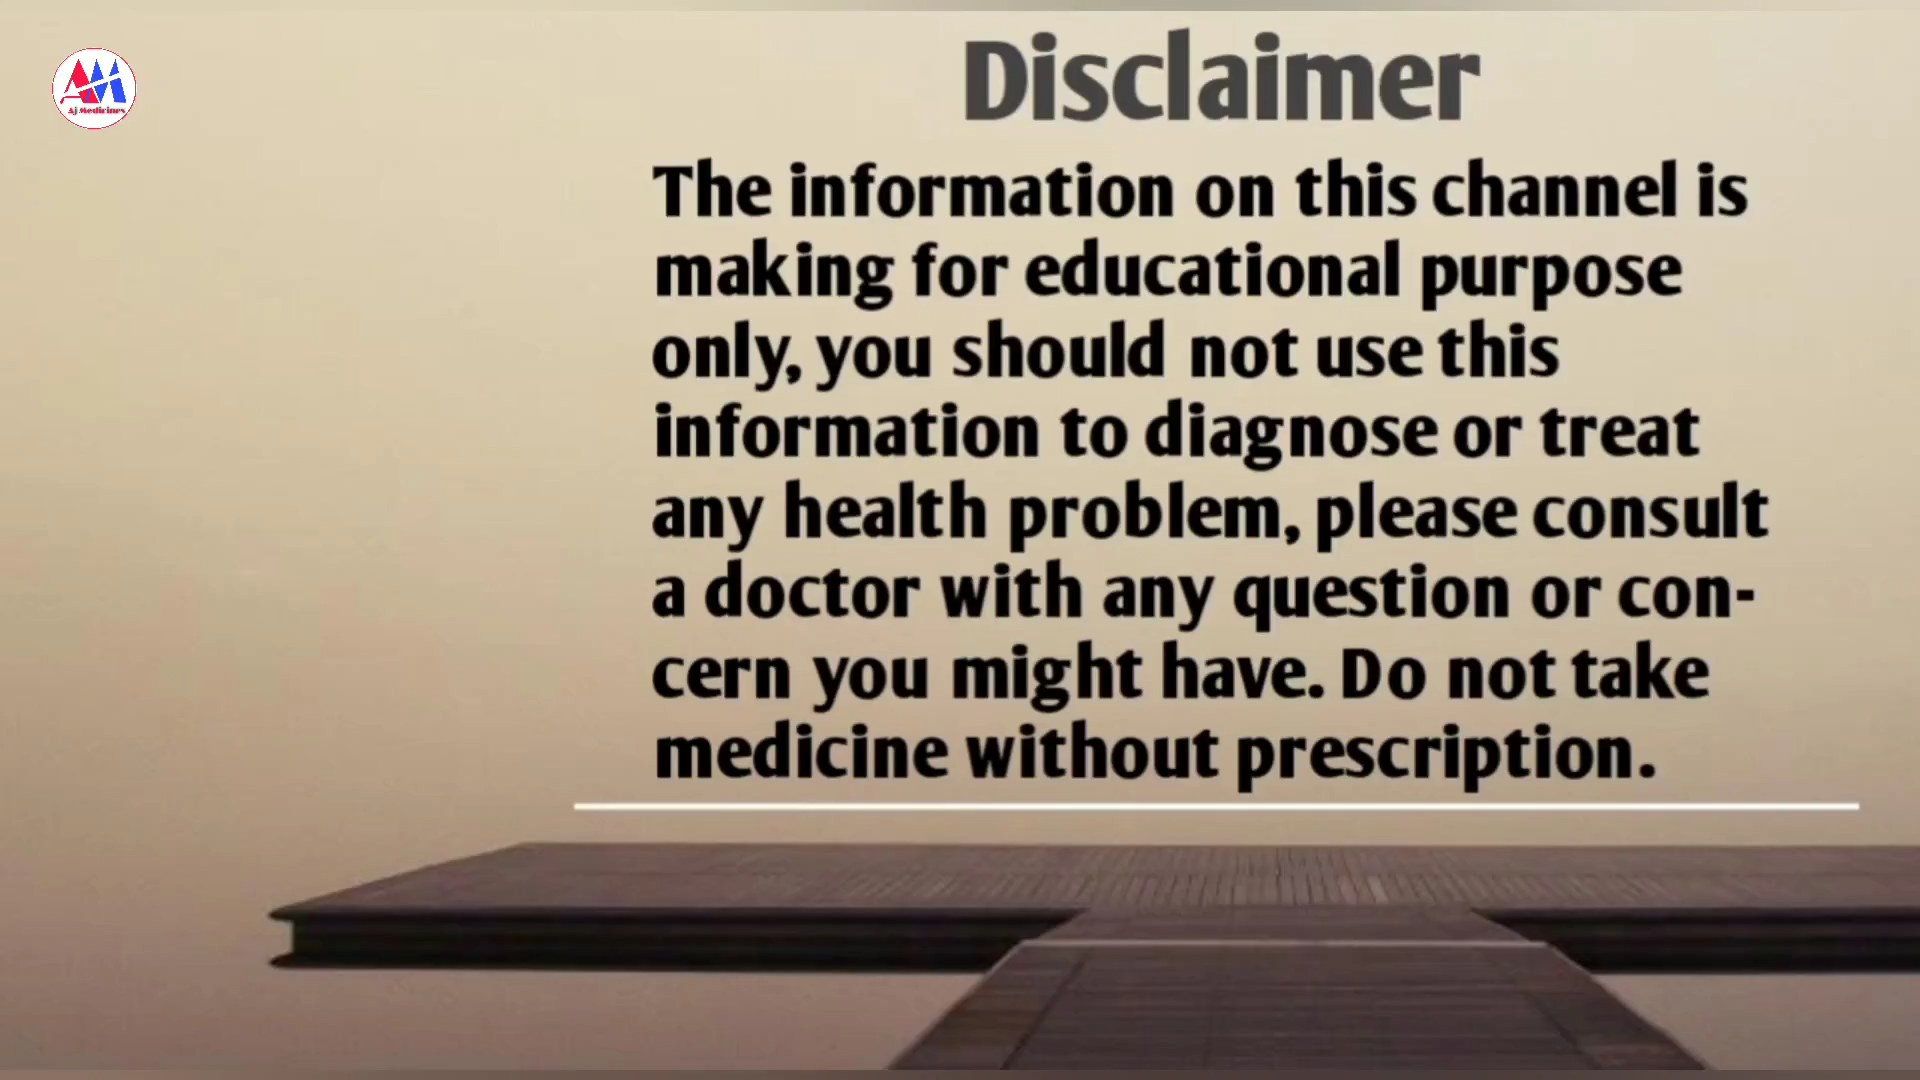 Disclaimer
Aj Medicines
The information on this channel is
making for educational purpose
only, you should not use this
information to diagnose or treat
any health problem, please consult
a doctor with any question or con-
cern you might have. Do not take
medicine without prescription.